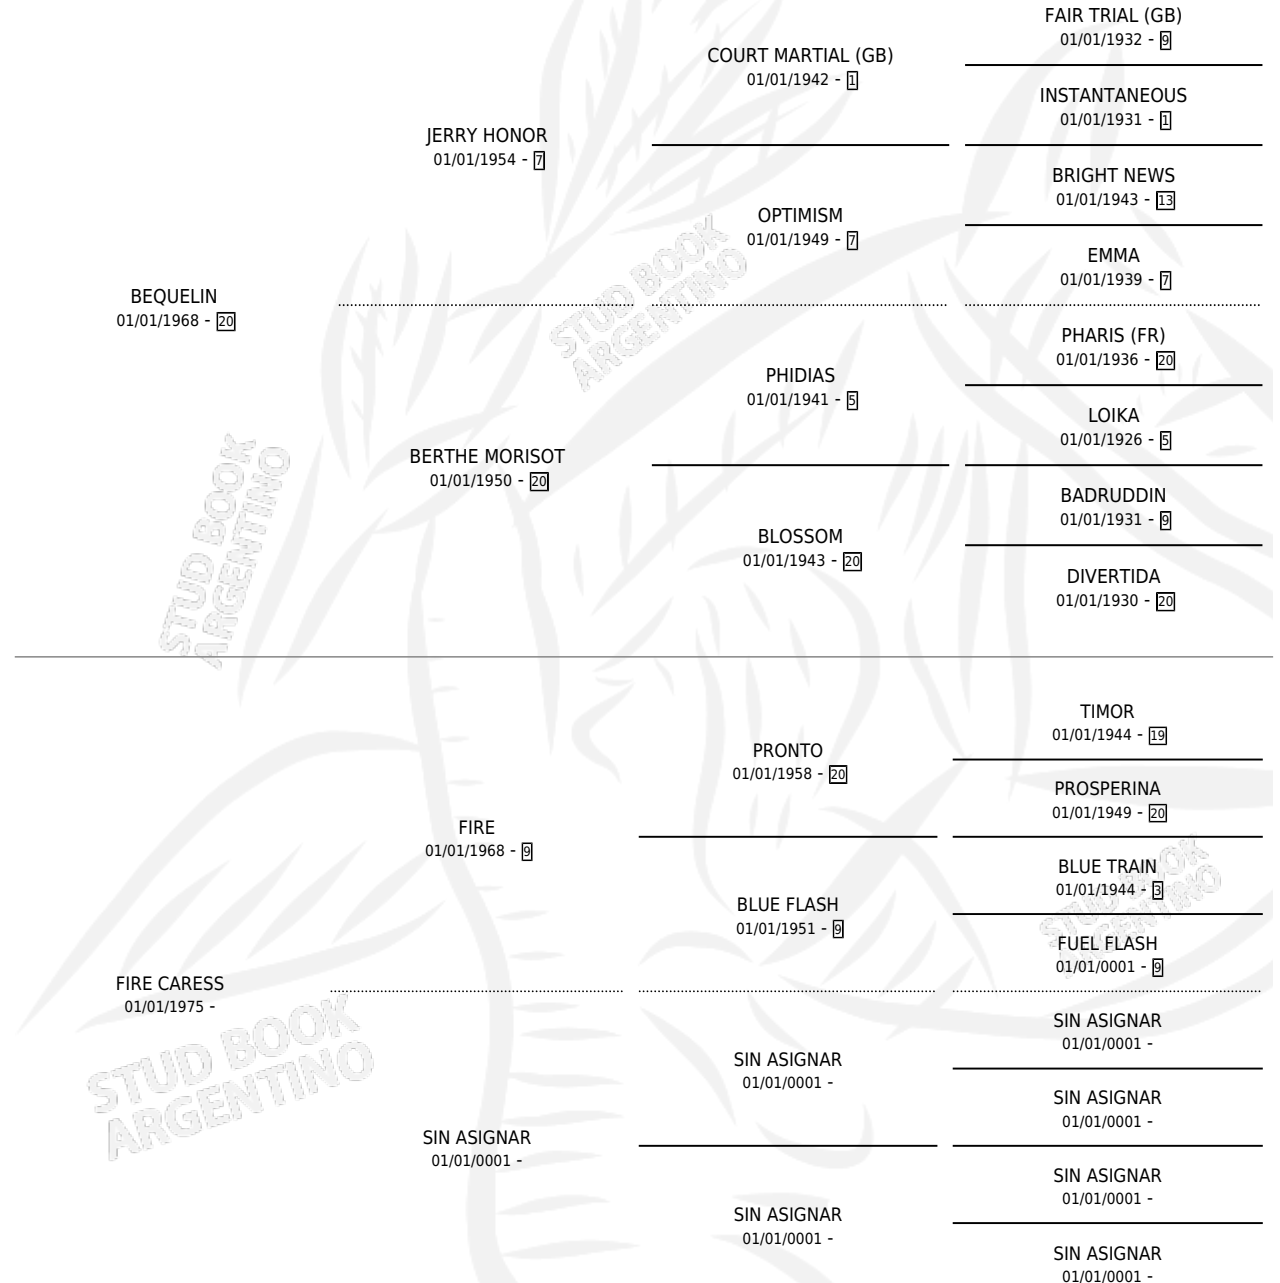 FAIR TRIAL (GB)
01/01/1932 - 9
COURT MARTIAL (GB)
01/01/1942 - 1
INSTANTANEOUS
01/01/1931 - 1
JERRY HONOR
01/01/1954 - 7
BRIGHT NEWS
01/01/1943 - 13
OPTIMISM
01/01/1949 - 7
EMMA
01/01/1939 - 7
BEQUELIN
01/01/1968 - 20
PHARIS (FR)
01/01/1936 - 20
PHIDIAS
01/01/1941 - 5
LOIKA
01/01/1926 - 5
BERTHE MORISOT
01/01/1950 - 20
BADRUDDIN
01/01/1931 - 9
BLOSSOM
01/01/1943 - 20
DIVERTIDA
01/01/1930 - 20
TIMOR
01/01/1944 - 19
PRONTO
01/01/1958 - 20
PROSPERINA
01/01/1949 - 20
FIRE
01/01/1968 - 9
BLUE TRAIN
01/01/1944 - 3
BLUE FLASH
01/01/1951 - 9
FUEL FLASH
01/01/0001 - 9
FIRE CARESS
01/01/1975 -
SIN ASIGNAR
01/01/0001 -
SIN ASIGNAR
01/01/0001 -
SIN ASIGNAR
01/01/0001 -
SIN ASIGNAR
01/01/0001 -
SIN ASIGNAR
01/01/0001 -
SIN ASIGNAR
01/01/0001 -
SIN ASIGNAR
01/01/0001 -
STUD BOOK
ARGENTINO
STUD BOOK
ARGENTINO
STUD BOOK
ARGENTINO
STUD BOOK
ARGENTINO